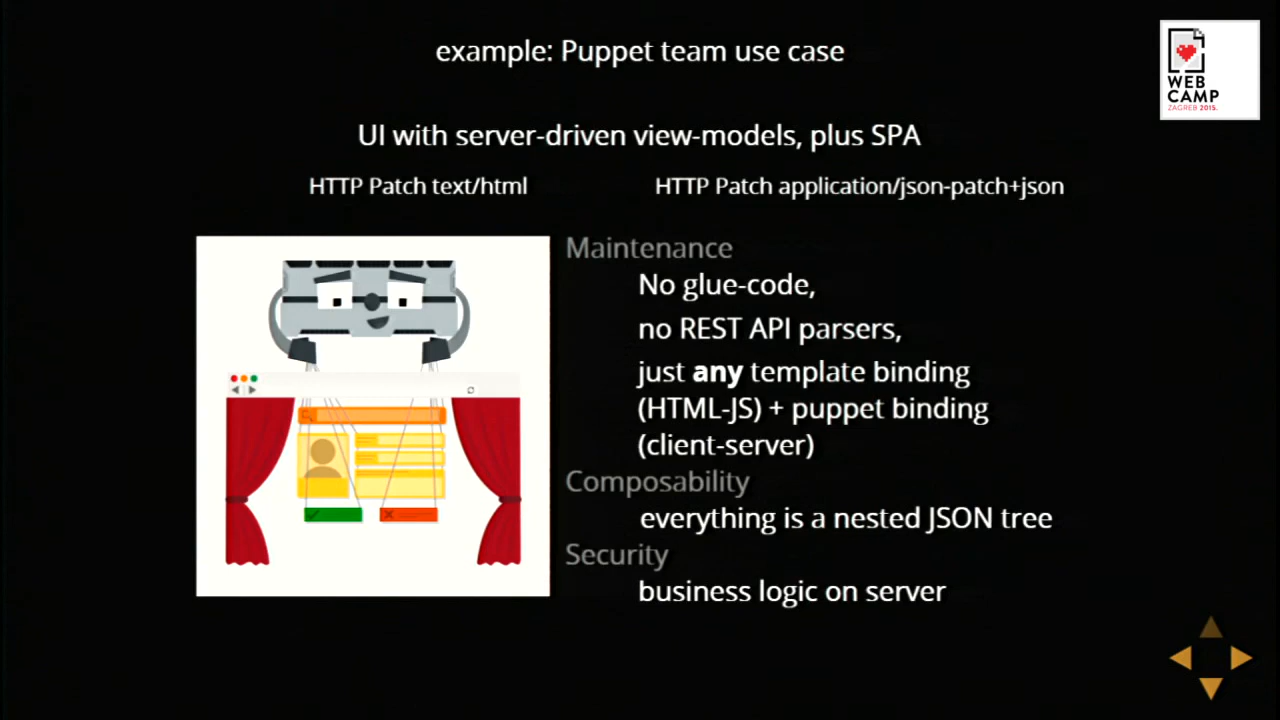 example: Puppet team use case
WEB
CAMP
ZAGREB 2015.
UI with server-driven view-models, plus SPA
HTTP Patch text/html
HTTP Patch application/json-patch+json
Maintenance
No glue-code,
no REST API parsers,
just any template binding
(HTML-JS) + puppet binding
(client-server)
Composability
everything is a nested JSON tree
Security
business logic on server